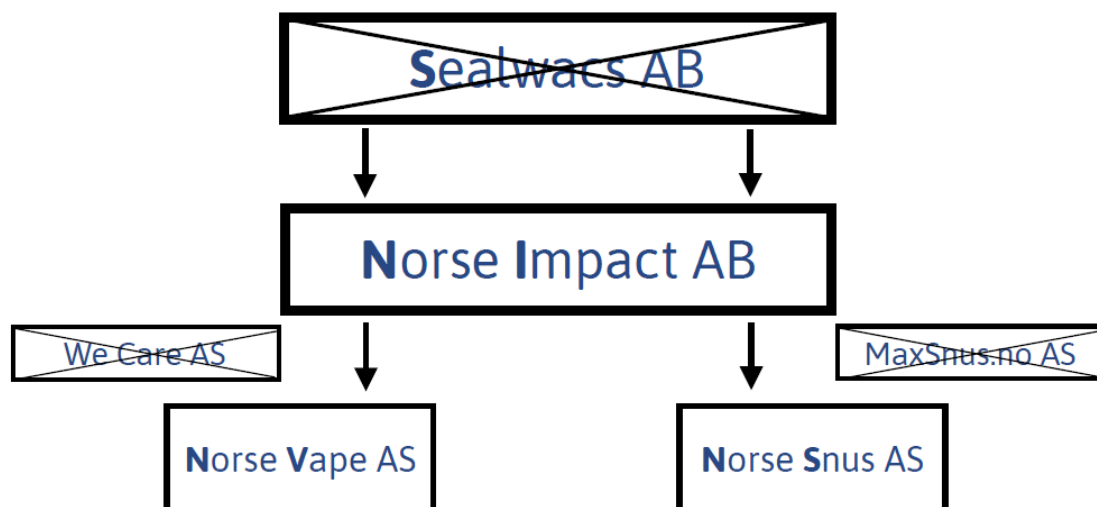 Sealwacs AB
Norse Impact AB
We Care AS
MaxSnus.no AS
Norse Vape AS
Norse Snus AS